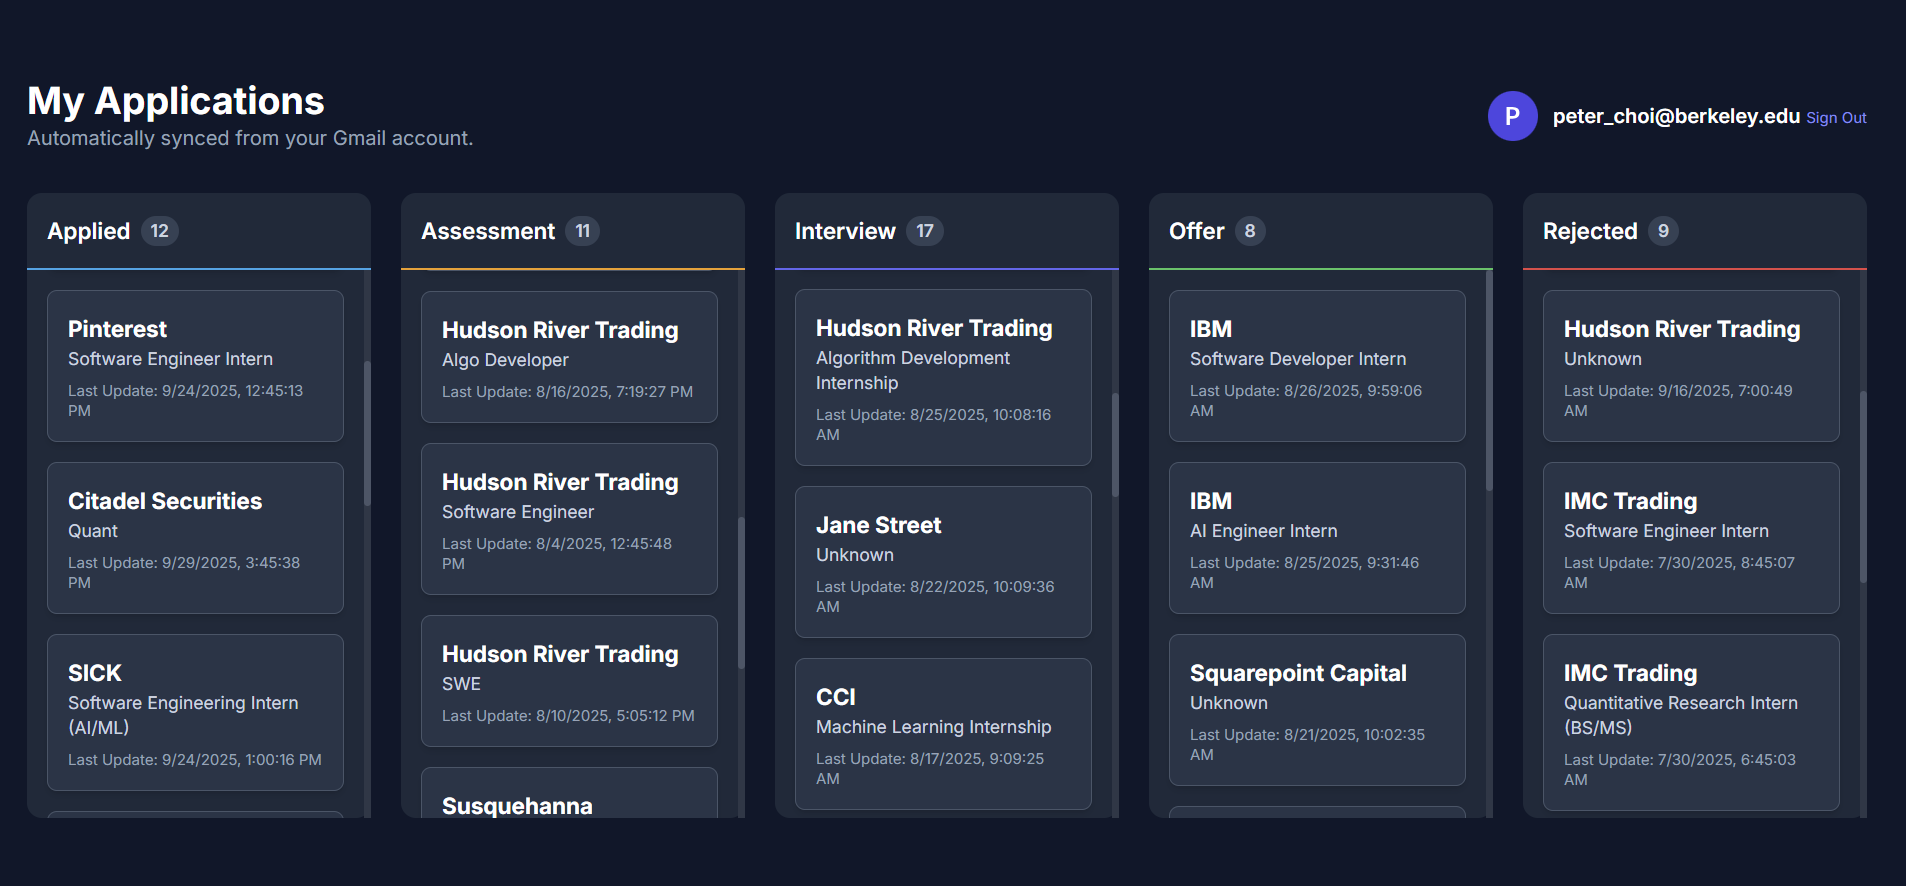 My Applications
Automatically synced from your Gmail account.
P
peter_choi@berkeley.edu Sign Out
Applied 12
Pinterest
Software Engineer Intern
Last Update: 9/24/2025, 12:45:13
PM
Citadel Securities
Quant
Last Update: 9/29/2025, 3:45:38
PM
SICK
Software Engineering Intern
(AI/ML)
Last Update: 9/24/2025, 1:00:16 PM
Assessment 11
Hudson River Trading
Algo Developer
Last Update: 8/16/2025, 7:19:27 PM
Hudson River Trading
Software Engineer
Last Update: 8/4/2025, 12:45:48
PM
Hudson River Trading
SWE
Last Update: 8/10/2025, 5:05:12 PM
Susquehanna
Interview 17
Hudson River Trading
Algorithm Development
Internship
Last Update: 8/25/2025, 10:08:16
AM
Jane Street
Unknown
Last Update: 8/22/2025, 10:09:36
AM
CCI
Machine Learning Internship
Last Update: 8/17/2025, 9:09:25
AM
Offer 8
IBM
Software Developer Intern
Last Update: 8/26/2025, 9:59:06
AM
IBM
AI Engineer Intern
Last Update: 8/25/2025, 9:31:46
AM
Squarepoint Capital
Unknown
Last Update: 8/21/2025, 10:02:35
AM
Rejected 9
Hudson River Trading
Unknown
Last Update: 9/16/2025, 7:00:49
AM
IMC Trading
Software Engineer Intern
Last Update: 7/30/2025, 8:45:07
AM
IMC Trading
Quantitative Research Intern
(BS/MS)
Last Update: 7/30/2025, 6:45:03
AM